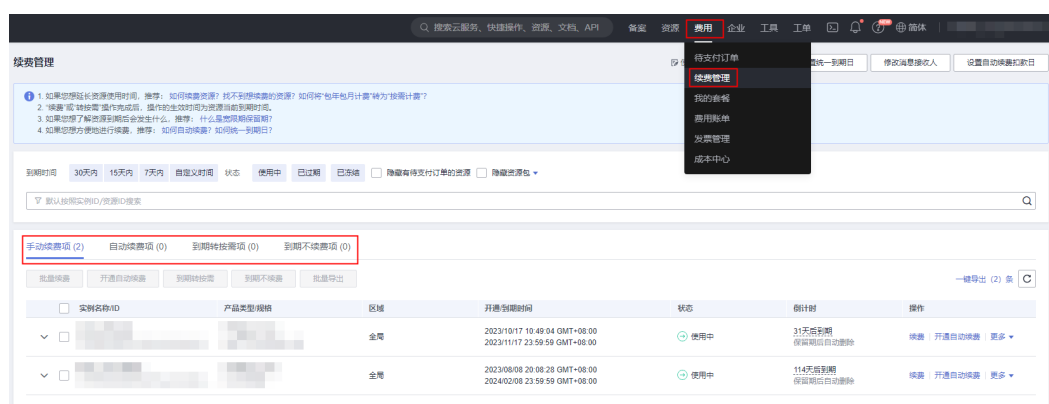 搜索云服务、快捷操作、资源、文档、API 备案 资源 费用 企业 工具 工单 NEW 简体
续费管理
待支付订单
续费管理
我的套餐
费用账单
发票管理
成本中心
统一到期日 修改消息接收人 设置自动续费扣款日
1. 如果您想延长资源使用时间，推荐： 如何续费资源? 找不到想续费的资源? 如何将"包年包月计费"转为"按需计费"?
2. "续费"或"转按需"操作完成后，操作的生效时间为资源当前到期时间。
3. 如果您想了解资源到期后会发生什么，推荐： 什么是宽限期保留期?
4. 如果您想方便地进行续费，推荐： 如何自动续费? 如何统一到期日?
到期时间 30天内 15天内 7天内 自定义时间 状态 使用中 已过期 已冻结 隐藏有待支付订单的资源 隐藏资源包
默认按照实例ID/资源ID搜索
手动续费项 (2) 自动续费项 (0) 到期转按需项 (0) 到期不续费项 (0)
批量续费 开通自动续费 到期转按需 到期不续费 批量导出 一键导出 (2) 条
实例名称/ID 产品类型/规格 区域 开通/到期时间 状态 倒计时 操作
全局 2023/10/17 10:49:04 GMT+08:00 使用中 31天后到期 续费 开通自动续费 更多
2023/11/17 23:59:59 GMT+08:00 保留期后自动删除
全局 2023/08/08 20:08:28 GMT+08:00 使用中 114天后到期 续费 开通自动续费 更多
2024/02/08 23:59:59 GMT+08:00 保留期后自动删除